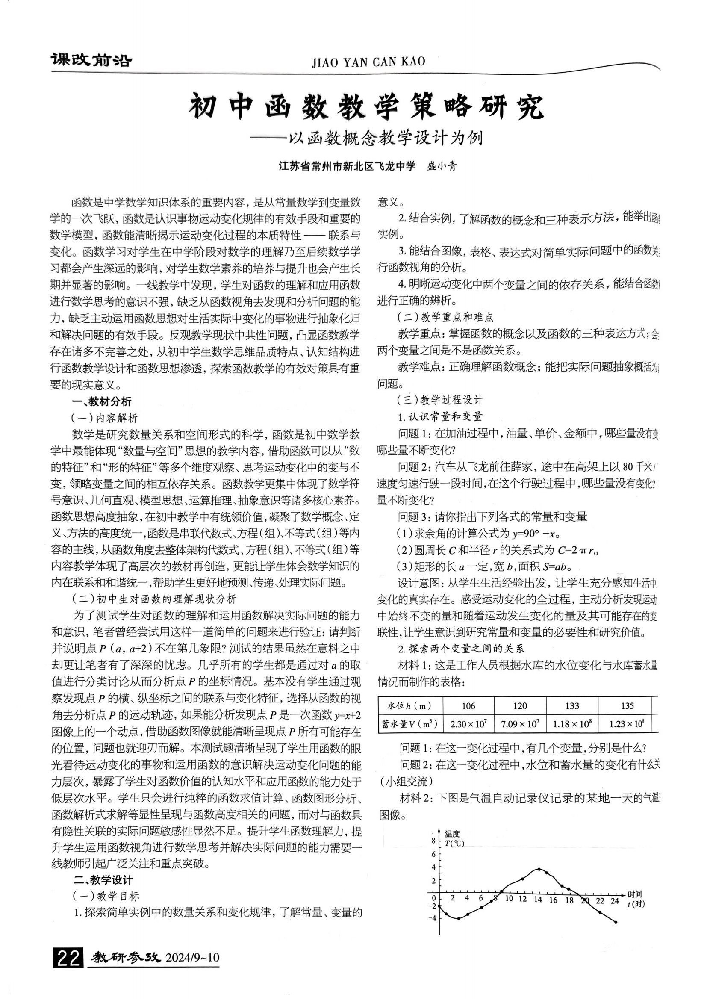 课改前沿
JIAO YAN CAN KAO
初中函数教学策略研究
——以函数概念教学设计为例
江苏省常州市新北区飞龙中学 盛小青
函数是中学数学知识体系的重要内容，是从常量数学到变量数
学的一次飞跃，函数是认识事物运动变化规律的有效手段和重要的
数学模型，函数能清晰揭示运动变化过程的本质特性——联系与
变化。函数学习对学生在中学阶段对数学的理解乃至后续数学学
习都会产生深远的影响，对学生数学素养的培养与提升也会产生长
期并显著的影响。一线教学中发现，学生对函数的理解和应用函数
进行数学思考的意识不强，缺乏从函数视角去发现和分析问题的能
力，缺乏主动运用函数思想对生活实际中变化的事物进行抽象化归
和解决问题的有效手段。反观教学现状中共性问题，凸显函数教学
存在诸多不完善之处，从初中学生数学思维品质特点、认知结构进
行函数教学设计和函数思想渗透，探索函数教学的有效对策具有重
要的现实意义。
一、教材分析
（一）内容解析
数学是研究数量关系和空间形式的科学，函数是初中数学教
学中最能体现“数量与空间”思想的教学内容，借助函数可以从“数
的特征”和“形的特征”等多个维度观察、思考运动变化中的变与不
变，领略变量之间的相互依存关系。函数教学更集中体现了数学符
号意识、几何直观、模型思想、运算推理、抽象意识等诸多核心素养。
函数思想高度抽象，在初中教学中有统领价值，凝聚了数学概念、定
义、方法的高度统一，函数是串联代数式、方程（组）、不等式（组）等内
容的主线，从函数角度去整体架构代数式、方程（组）、不等式（组）等
内容教学体现了高层次的教材再创造，更能让学生体会数学知识的
内在联系和和谐统一，帮助学生更好地预测、传递、处理实际问题。
（二）初中生对函数的理解现状分析
为了测试学生对函数的理解和运用函数解决实际问题的能力
和意识，笔者曾经尝试用这样一道简单的问题来进行验证：请判断
并说明点 P（a，a+2）不在第几象限？测试的结果虽然在意料之中
却更让笔者有了深深的忧虑。几乎所有的学生都是通过对 a 的取
值进行分类讨论从而分析点 P 的坐标情况。基本没有学生通过观
察发现点 P 的横、纵坐标之间的联系与变化特征，选择从函数的视
角去分析点 P 的运动轨迹，如果能分析发现点 P 是一次函数 y=x+2
图像上的一个动点，借助函数图像就能清晰呈现点 P 所有可能存在
的位置，问题也就迎刃而解。本测试题清晰呈现了学生用函数的眼
光看待运动变化的事物和运用函数的意识解决运动变化问题的能
力层次，暴露了学生对函数价值的认知水平和应用函数的能力处于
低层次水平。学生只会进行纯粹的函数求值计算、函数图形分析、
函数解析式求解等显性呈现与函数高度相关的问题，而对与函数具
有隐性关联的实际问题敏感性显然不足。提升学生函数理解力，提
升学生运用函数视角进行数学思考并解决实际问题的能力需要一
线教师引起广泛关注和重点突破。
二、教学设计
（一）教学目标
1.探索简单实例中的数量关系和变化规律，了解常量、变量的
意义。
2.结合实例，了解函数的概念和三种表示方法，能举出函
实例。
3.能结合图像，表格、表达式对简单实际问题中的函数关
行函数视角的分析。
4.明晰运动变化中两个变量之间的依存关系，能结合函数
进行正确的辨析。
（二）教学重点和难点
教学重点：掌握函数的概念以及函数的三种表达方式；会
两个变量之间是不是函数关系。
教学难点：正确理解函数概念；能把实际问题抽象概括为
问题。
（三）教学过程设计
1.认识常量和变量
问题 1：在加油过程中，油量、单价、金额中，哪些量没有变
哪些量不断变化？
问题 2：汽车从飞龙前往薛家，途中在高架上以 80 千米/
速度匀速行驶一段时间，在这个行驶过程中，哪些量没有变化？
量不断变化？
问题 3：请你指出下列各式的常量和变量
（1）求余角的计算公式为 y=90° －x。
（2）圆周长 C 和半径 r 的关系式为 C=2πr。
（3）矩形的长 a 一定，宽 b，面积 S=ab。
设计意图：从学生生活经验出发，让学生充分感知生活中
变化的真实存在。感受运动变化的全过程，主动分析发现运动
中始终不变的量和随着运动发生变化的量及其可能存在的变
联性，让学生意识到研究常量和变量的必要性和研究价值。
2.探索两个变量之间的关系
材料 1：这是工作人员根据水库的水位变化与水库蓄水量
情况而制作的表格：
水位h（m） 106 120 133 135
蓄水量V（m³） 2.30×10⁷ 7.09×10⁷ 1.18×10⁸ 1.23×10⁸
问题 1：在这一变化过程中，有几个变量，分别是什么？
问题 2：在这一变化过程中，水位和蓄水量的变化有什么关
（小组交流）
材料 2：下图是气温自动记录仪记录的某地一天的气温
图像。
温度
T(℃)
8
6
4
2
0 2 4 6 8 10 12 14 16 18 20 22 24
时间
t(时)
-2
-4
22 教研参考 2024/9~10